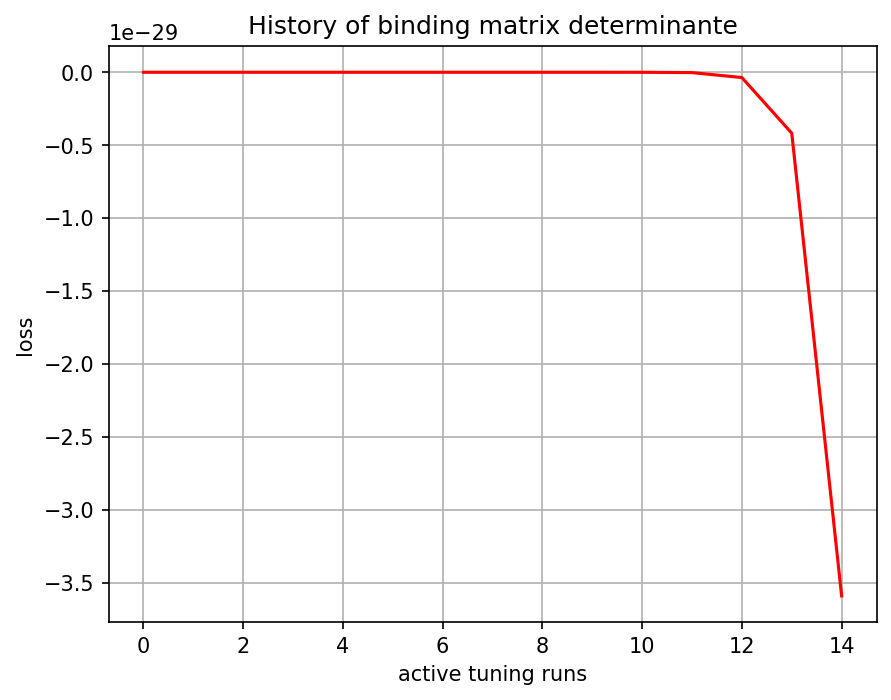 History of binding matrix determinante
1e−29
0.0
−0.5
−1.0
−1.5
−2.0
−2.5
−3.0
−3.5
loss
0 2 4 6 8 10 12 14
active tuning runs